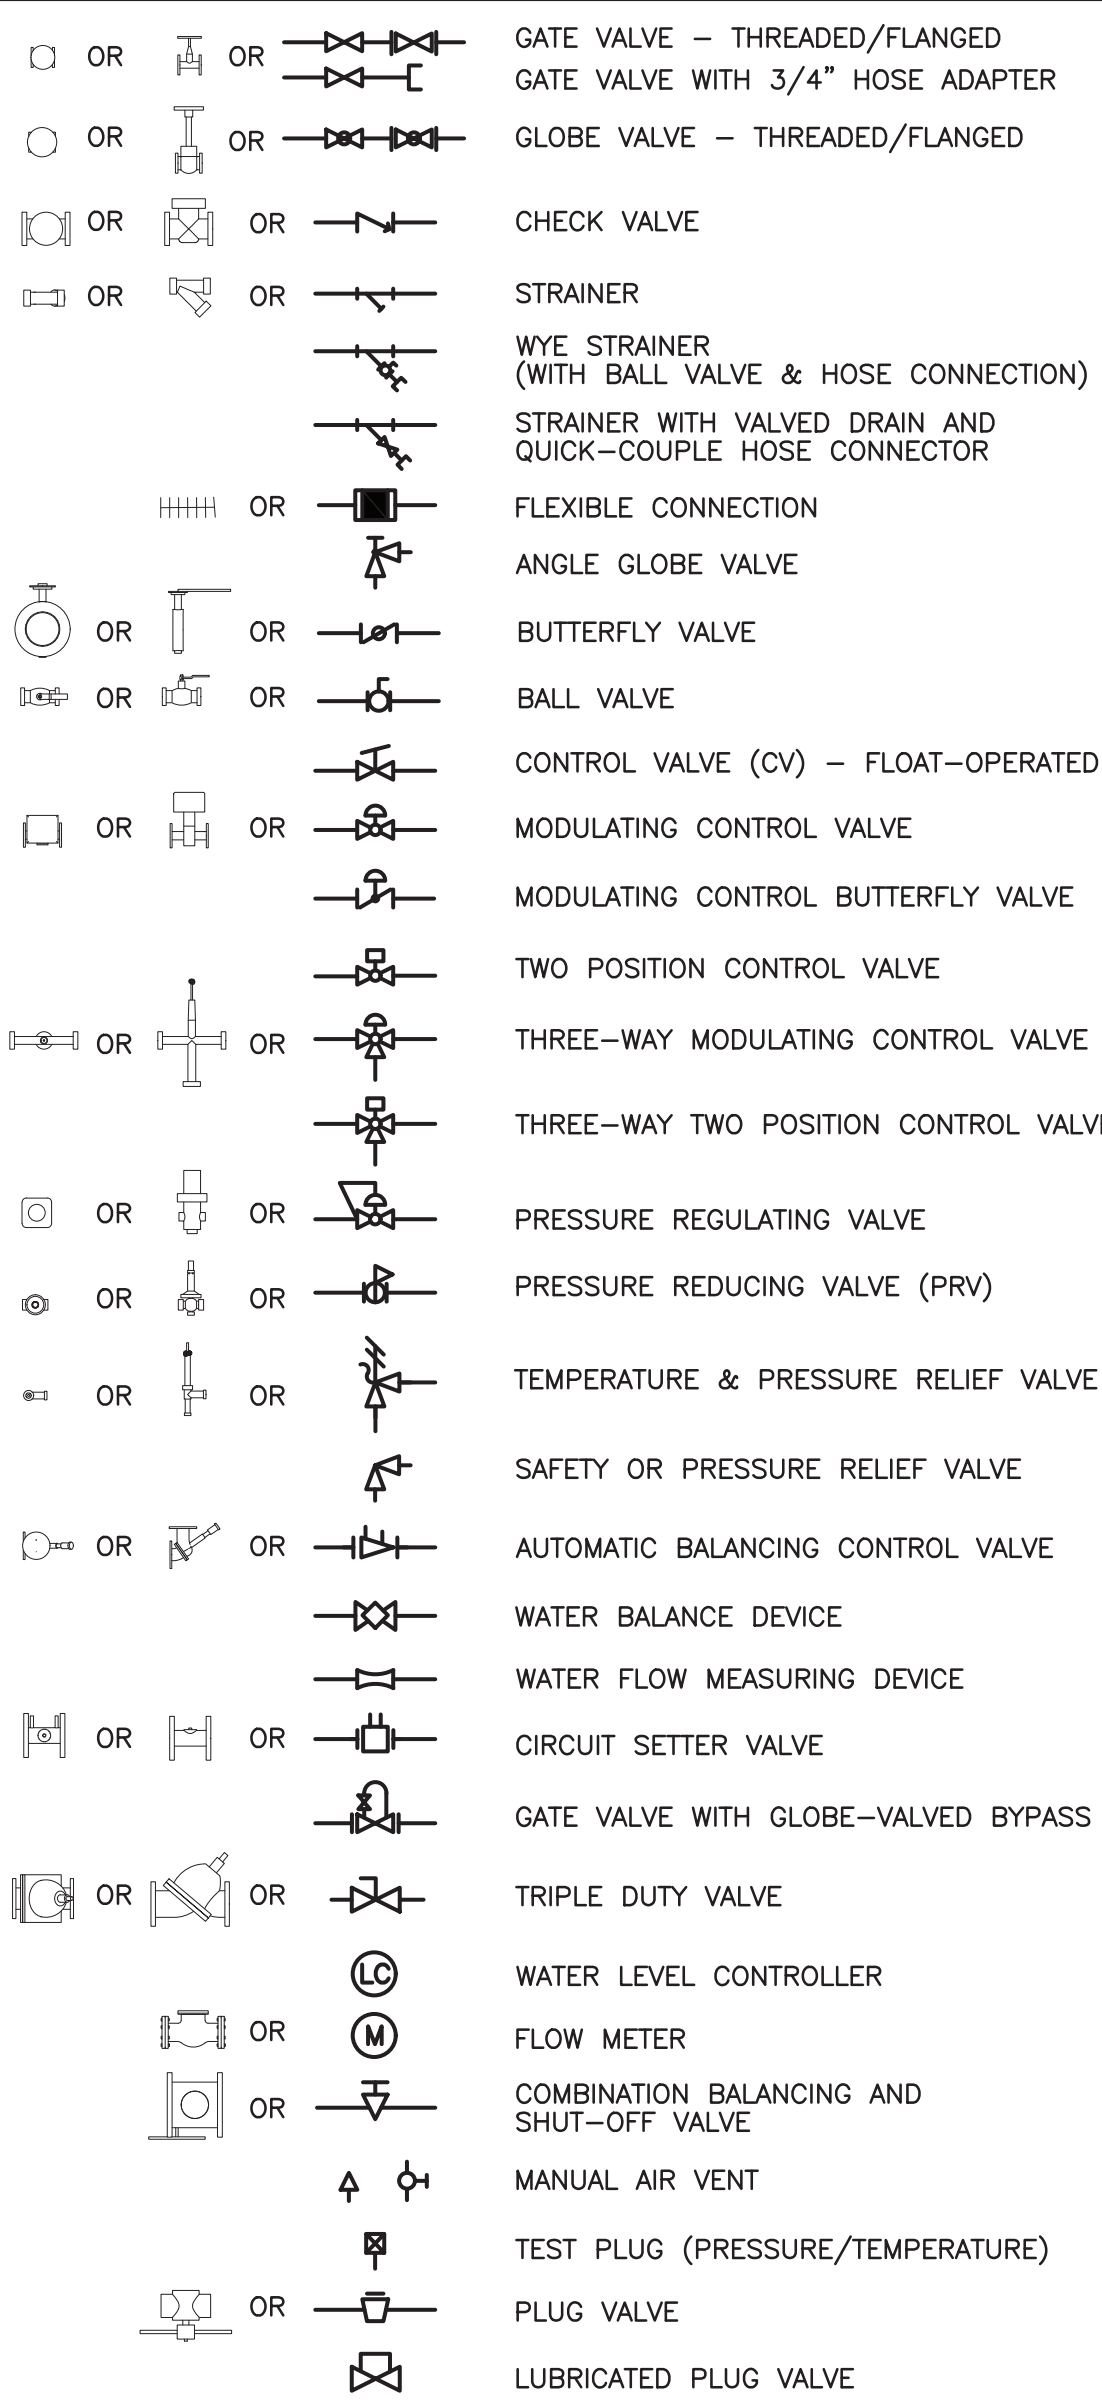 OR OR GATE VALVE – THREADED/FLANGED
GATE VALVE WITH 3/4” HOSE ADAPTER
OR OR GLOBE VALVE – THREADED/FLANGED
OR OR CHECK VALVE
OR OR STRAINER
WYE STRAINER
(WITH BALL VALVE & HOSE CONNECTION)
STRAINER WITH VALVED DRAIN AND
QUICK–COUPLE HOSE CONNECTOR
OR FLEXIBLE CONNECTION
ANGLE GLOBE VALVE
OR OR BUTTERFLY VALVE
OR OR BALL VALVE
CONTROL VALVE (CV) – FLOAT–OPERATED
OR OR MODULATING CONTROL VALVE
MODULATING CONTROL BUTTERFLY VALVE
TWO POSITION CONTROL VALVE
OR OR THREE–WAY MODULATING CONTROL VALVE
THREE–WAY TWO POSITION CONTROL VALV
OR OR PRESSURE REGULATING VALVE
OR OR PRESSURE REDUCING VALVE (PRV)
OR OR TEMPERATURE & PRESSURE RELIEF VALVE
SAFETY OR PRESSURE RELIEF VALVE
OR OR AUTOMATIC BALANCING CONTROL VALVE
WATER BALANCE DEVICE
WATER FLOW MEASURING DEVICE
OR OR CIRCUIT SETTER VALVE
GATE VALVE WITH GLOBE–VALVED BYPASS
OR OR TRIPLE DUTY VALVE
LC WATER LEVEL CONTROLLER
OR M FLOW METER
OR COMBINATION BALANCING AND
SHUT–OFF VALVE
MANUAL AIR VENT
TEST PLUG (PRESSURE/TEMPERATURE)
OR PLUG VALVE
LUBRICATED PLUG VALVE